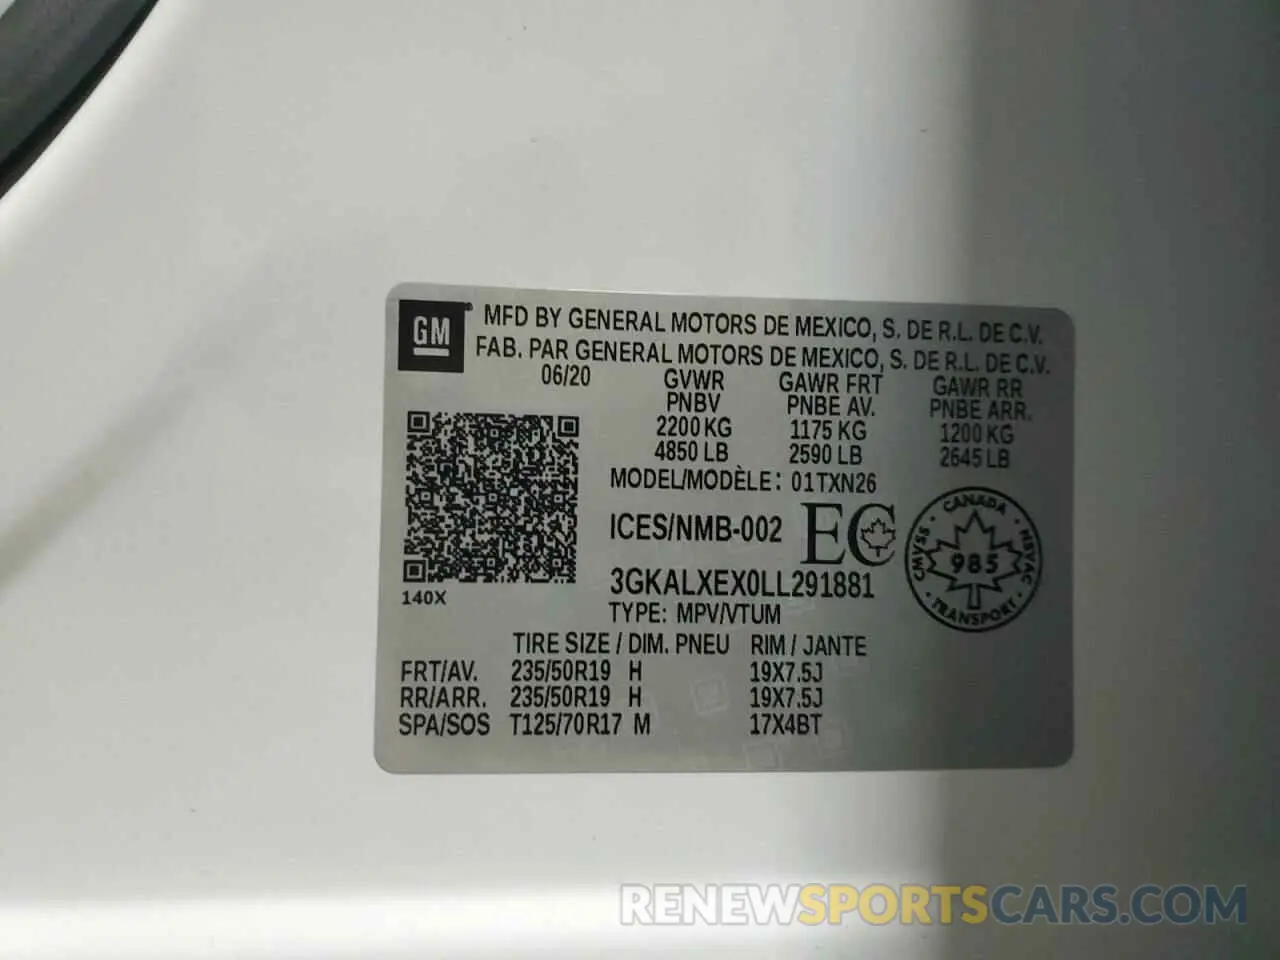 GM
MFD BY GENERAL MOTORS DE MEXICO, S. DE R.L. DE C.V.
FAB. PAR GENERAL MOTORS DE MEXICO, S. DE R.L. DE C.V.
06/20 GVWR GAWR FRT GAWR RR
PNBV PNBE AV. PNBE ARR.
2200 KG 1175 KG 1200 KG
4850 LB 2590 LB 2645 LB
MODEL/MODÈLE: 01TXN26
ICES/NMB-002 EC
3GKALXEX0LL291881
TYPE: MPV/VTUM
140X
CANADA
CMVSS 985 NSVAC
TRANSPORT
TIRE SIZE / DIM. PNEU RIM / JANTE
FRT/AV. 235/50R19 H 19X7.5J
RR/ARR. 235/50R19 H 19X7.5J
SPA/SOS T125/70R17 M 17X4BT
RENEWSPORTSCARS.COM